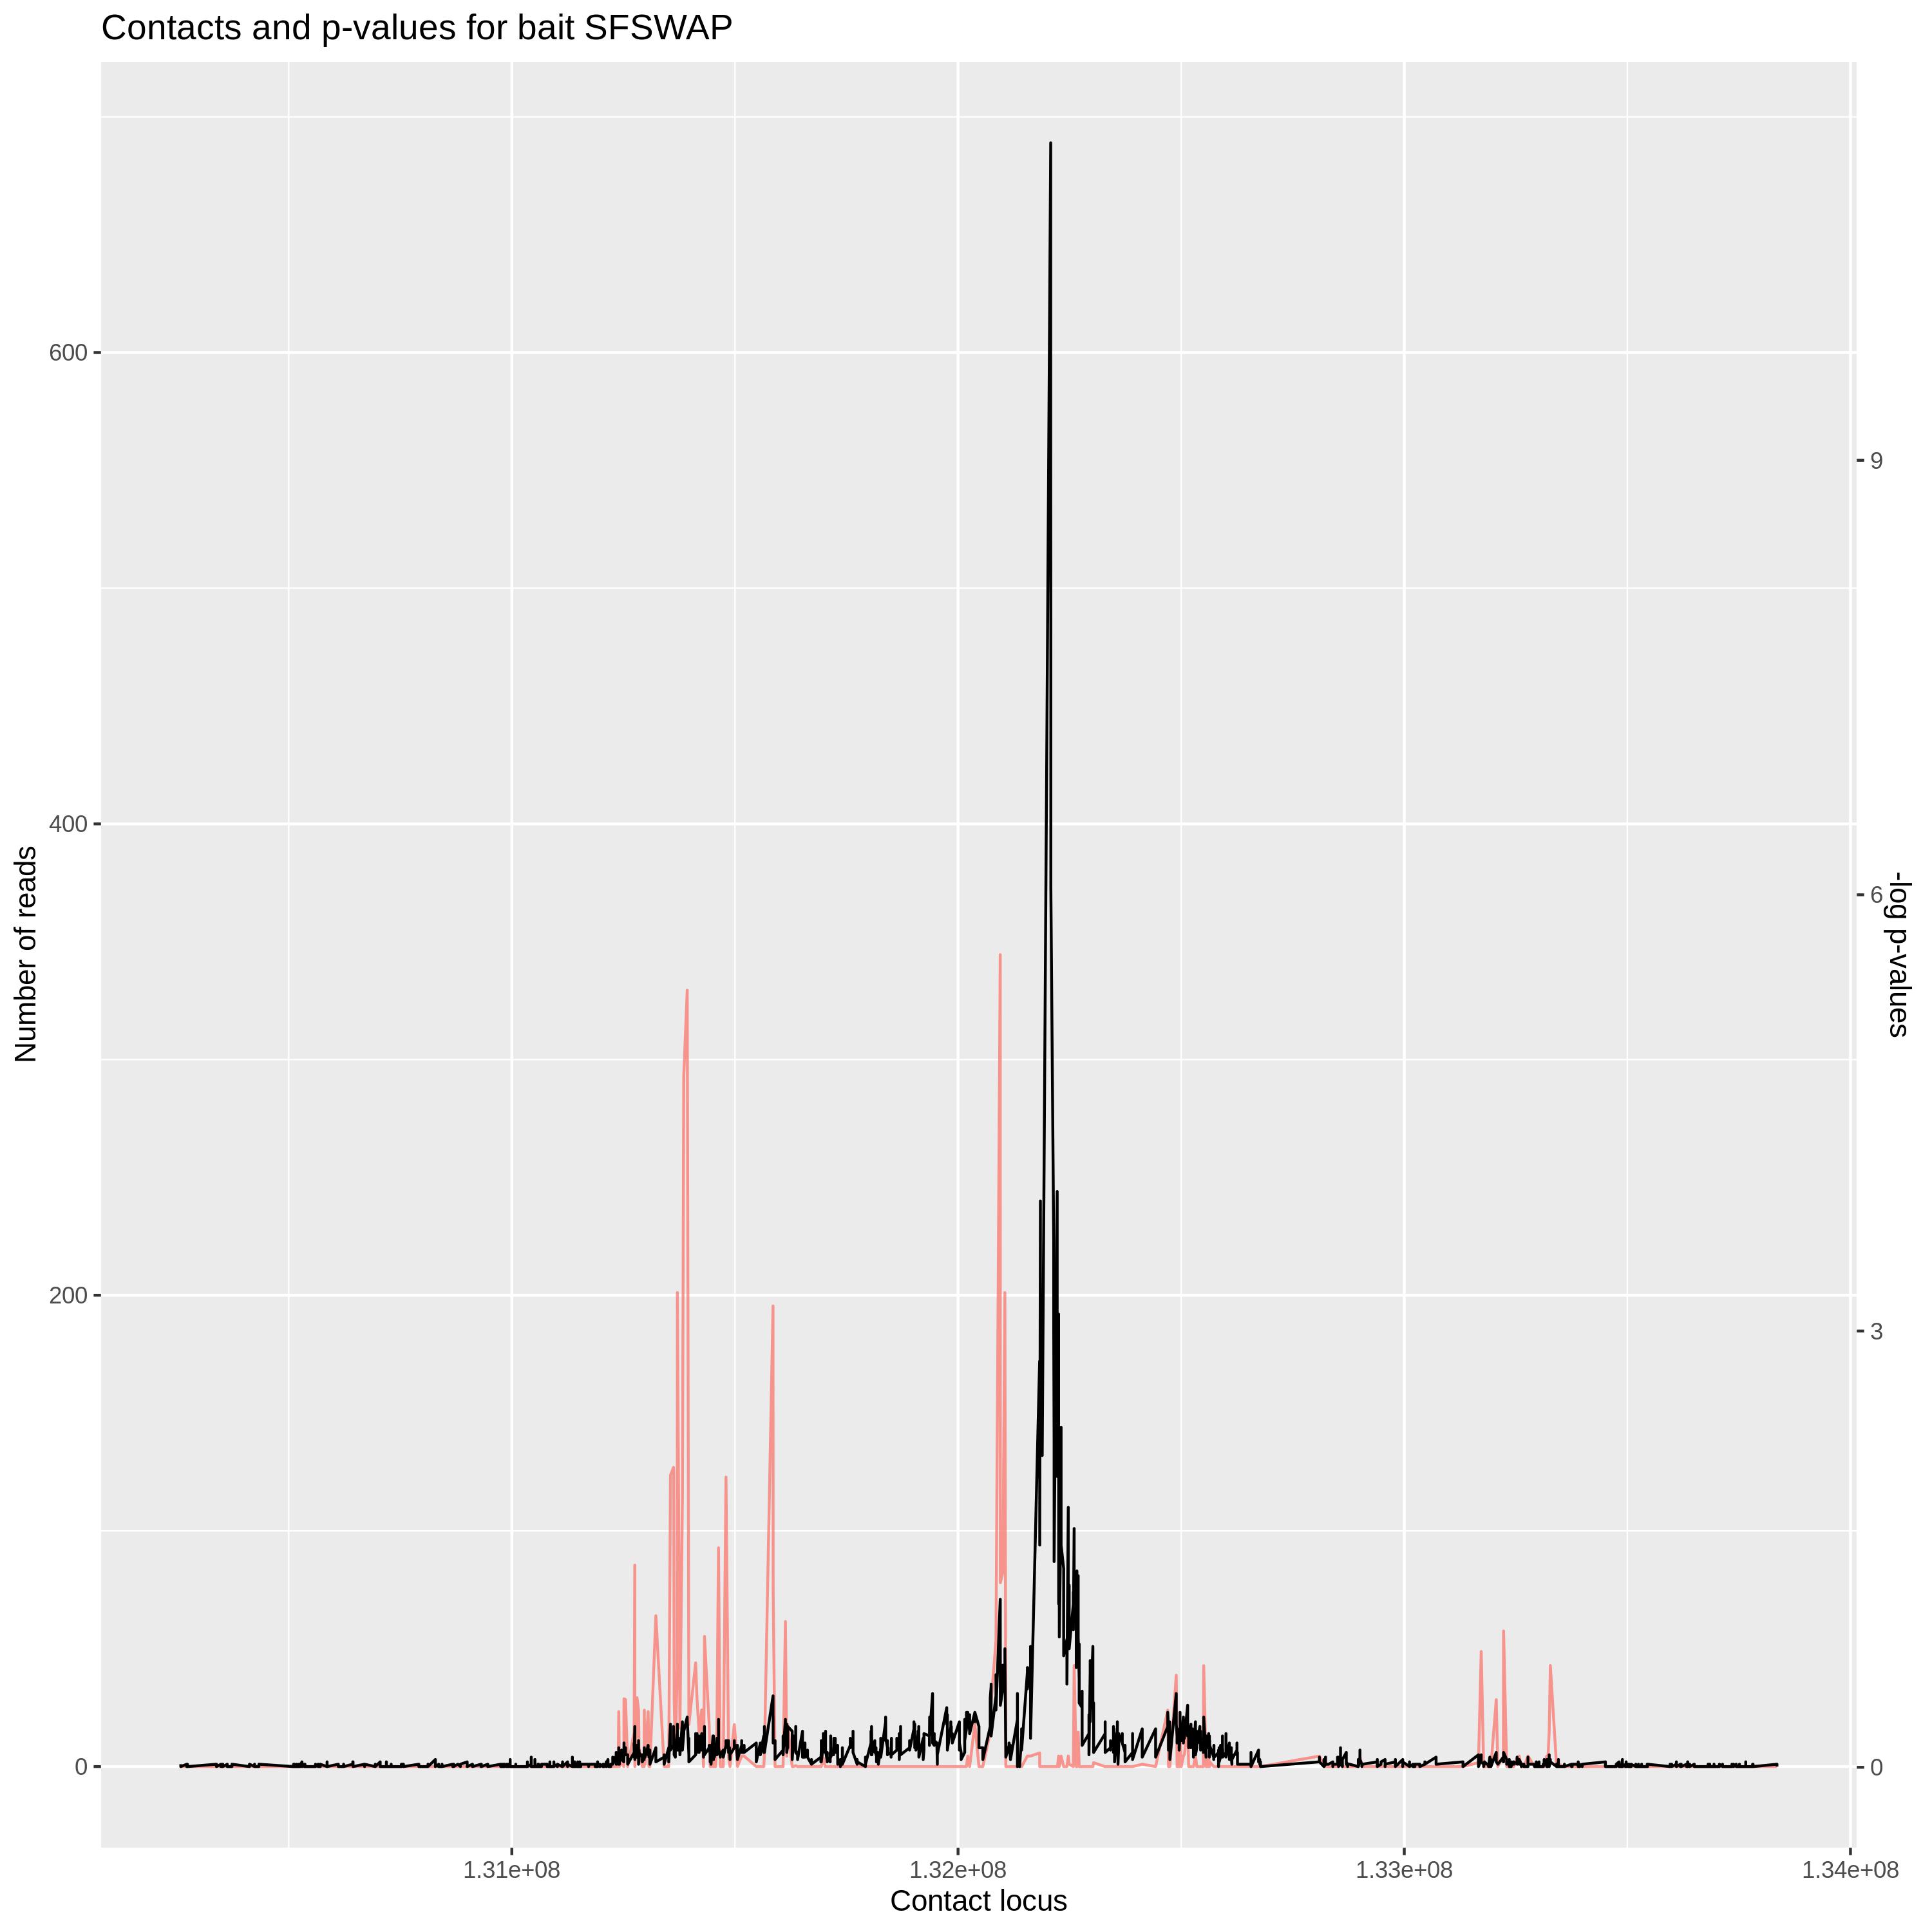 Contacts and p-values for bait SFSWAP
Number of reads
600
400
200
0
9
6
3
0
-log p-values
1.31e+08
1.32e+08
1.33e+08
1.34e+08
Contact locus